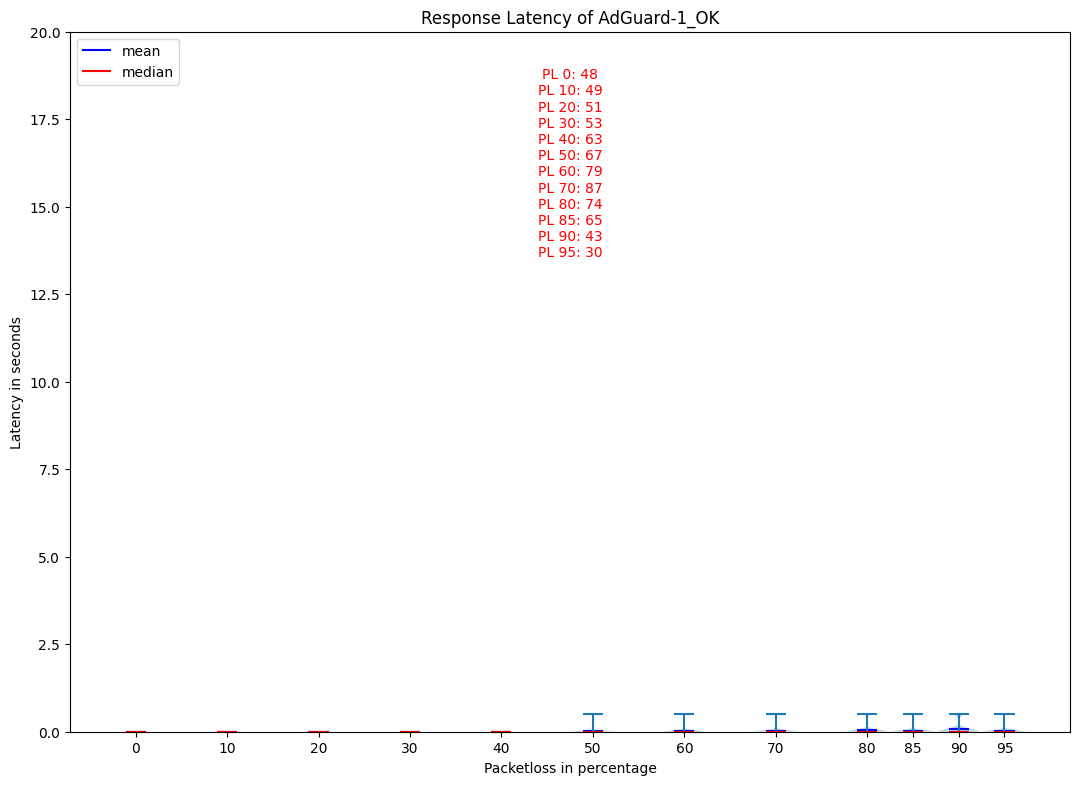 Response Latency of AdGuard-1_OK
mean
median
PL 0: 48
PL 10: 49
PL 20: 51
PL 30: 53
PL 40: 63
PL 50: 67
PL 60: 79
PL 70: 87
PL 80: 74
PL 85: 65
PL 90: 43
PL 95: 30
20.0
17.5
15.0
12.5
10.0
7.5
5.0
2.5
0.0
Latency in seconds
0 10 20 30 40 50 60 70 80 85 90 95
Packetloss in percentage